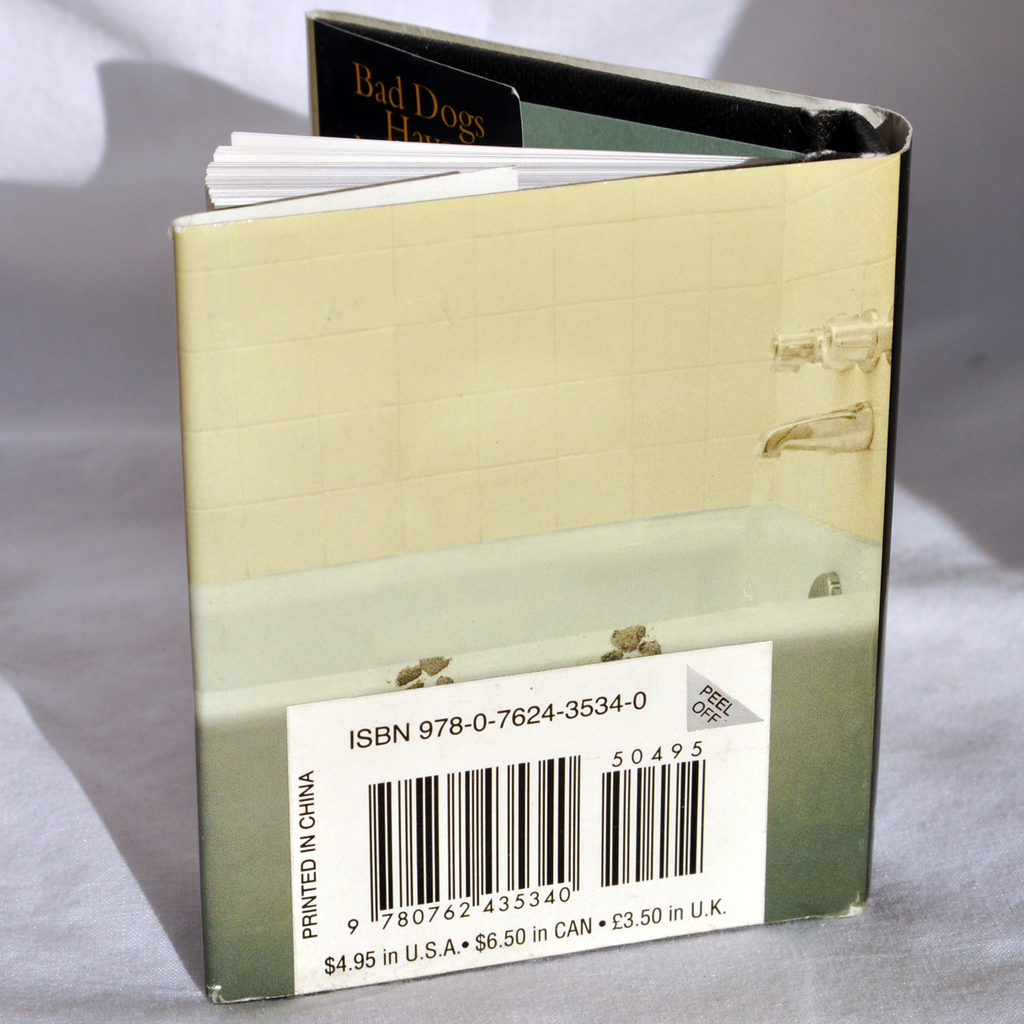 Bad Dogs
ISBN 978-0-7624-3534-0
PEEL
OFF
50495
PRINTED IN CHINA
9 780762 435340
$4.95 in U.S.A. • $6.50 in CAN • £3.50 in U.K.